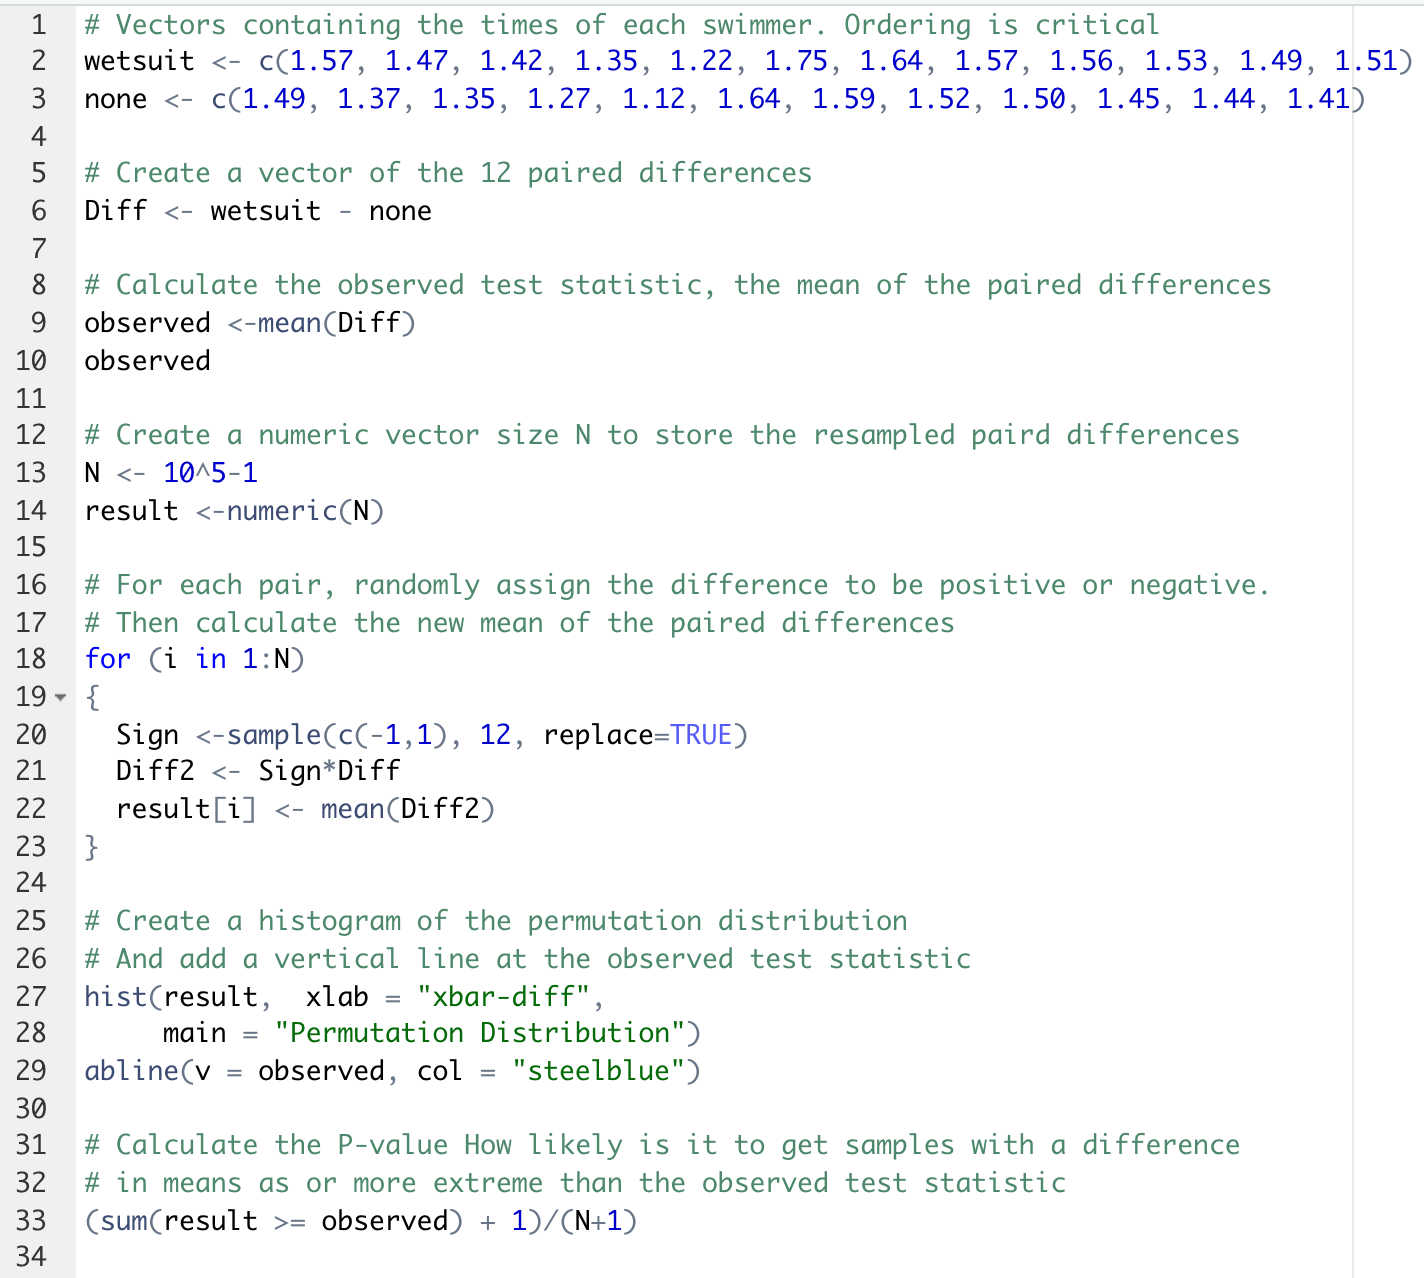 1 # Vectors containing the times of each swimmer. Ordering is critical
2 wetsuit <- c(1.57, 1.47, 1.42, 1.35, 1.22, 1.75, 1.64, 1.57, 1.56, 1.53, 1.49, 1.51)
3 none <- c(1.49, 1.37, 1.35, 1.27, 1.12, 1.64, 1.59, 1.52, 1.50, 1.45, 1.44, 1.41)
4
5 # Create a vector of the 12 paired differences
6 Diff <- wetsuit - none
7
8 # Calculate the observed test statistic, the mean of the paired differences
9 observed <-mean(Diff)
10 observed
11
12 # Create a numeric vector size N to store the resampled paird differences
13 N <- 10^5-1
14 result <-numeric(N)
15
16 # For each pair, randomly assign the difference to be positive or negative.
17 # Then calculate the new mean of the paired differences
18 for (i in 1:N)
19 {
20   Sign <-sample(c(-1,1), 12, replace=TRUE)
21   Diff2 <- Sign*Diff
22   result[i] <- mean(Diff2)
23 }
24
25 # Create a histogram of the permutation distribution
26 # And add a vertical line at the observed test statistic
27 hist(result,  xlab = "xbar-diff",
28      main = "Permutation Distribution")
29 abline(v = observed, col = "steelblue")
30
31 # Calculate the P-value How likely is it to get samples with a difference
32 # in means as or more extreme than the observed test statistic
33 (sum(result >= observed) + 1)/(N+1)
34